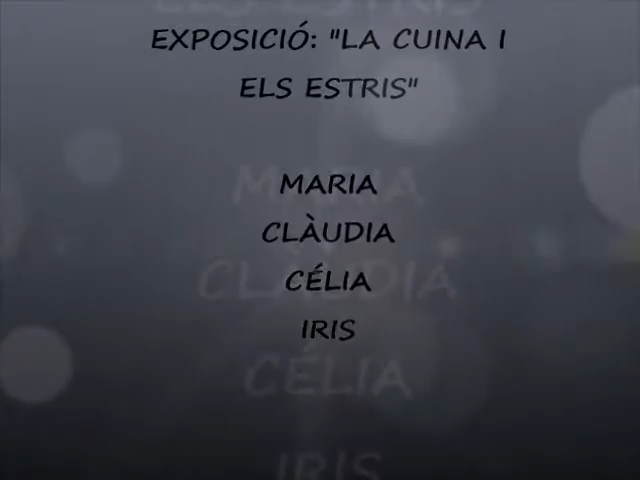 EXPOSICIÓ: "LA CUINA I
ELS ESTRIS"
MARIA
CLÀUDIA
CÉLIA
IRIS